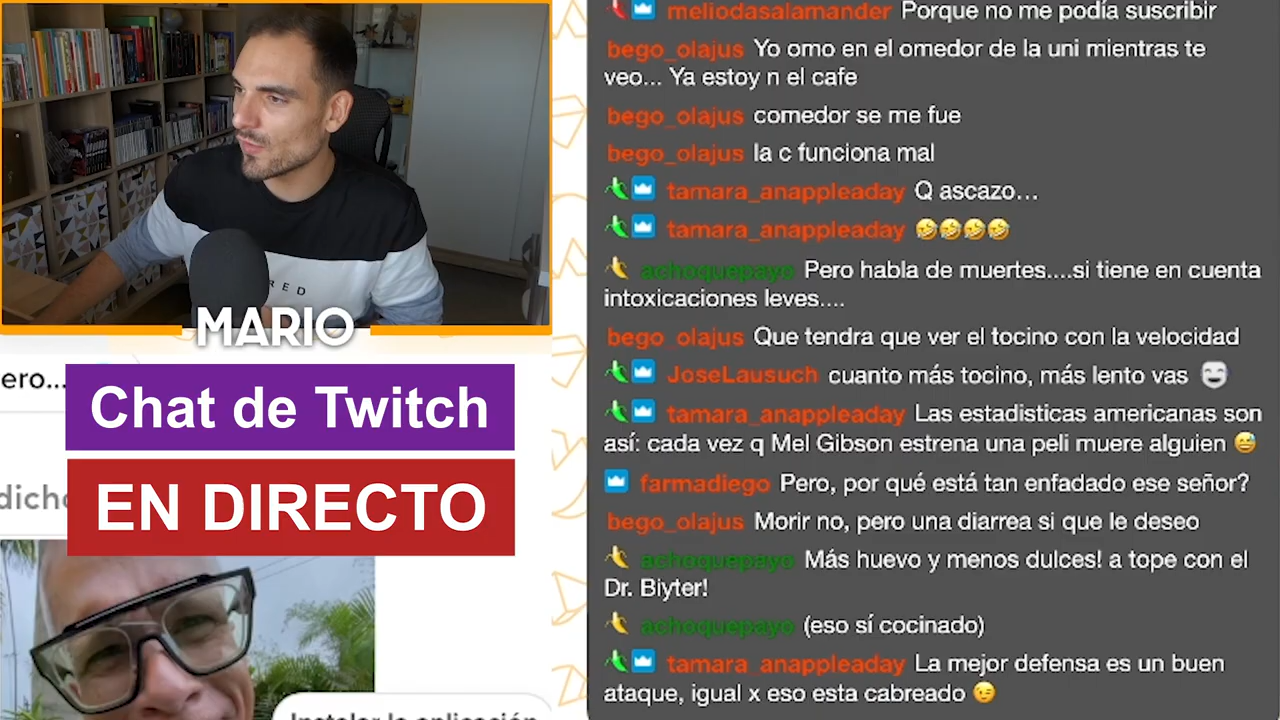 RED
MARIO
ero...
Chat de Twitch
EN DIRECTO
dich
Instalar la aplicación
meliodasalamander Porque no me podía suscribir
bego_olajus Yo omo en el omedor de la uni mientras te
veo... Ya estoy n el cafe
bego_olajus comedor se me fue
bego_olajus la c funciona mal
tamara_anappleaday Q ascazo...
tamara_anappleaday 🤣🤣🤣🤣
achoquepayo Pero habla de muertes....si tiene en cuenta
intoxicaciones leves....
bego_olajus Que tendra que ver el tocino con la velocidad
JoseLausuch cuanto más tocino, más lento vas
tamara_anappleaday Las estadisticas americanas son
así: cada vez q Mel Gibson estrena una peli muere alguien 😅
farmadiego Pero, por qué está tan enfadado ese señor?
bego_olajus Morir no, pero una diarrea si que le deseo
achoquepayo Más huevo y menos dulces! a tope con el
Dr. Biyter!
achoquepayo (eso sí cocinado)
tamara_anappleaday La mejor defensa es un buen
ataque, igual x eso esta cabreado 😉